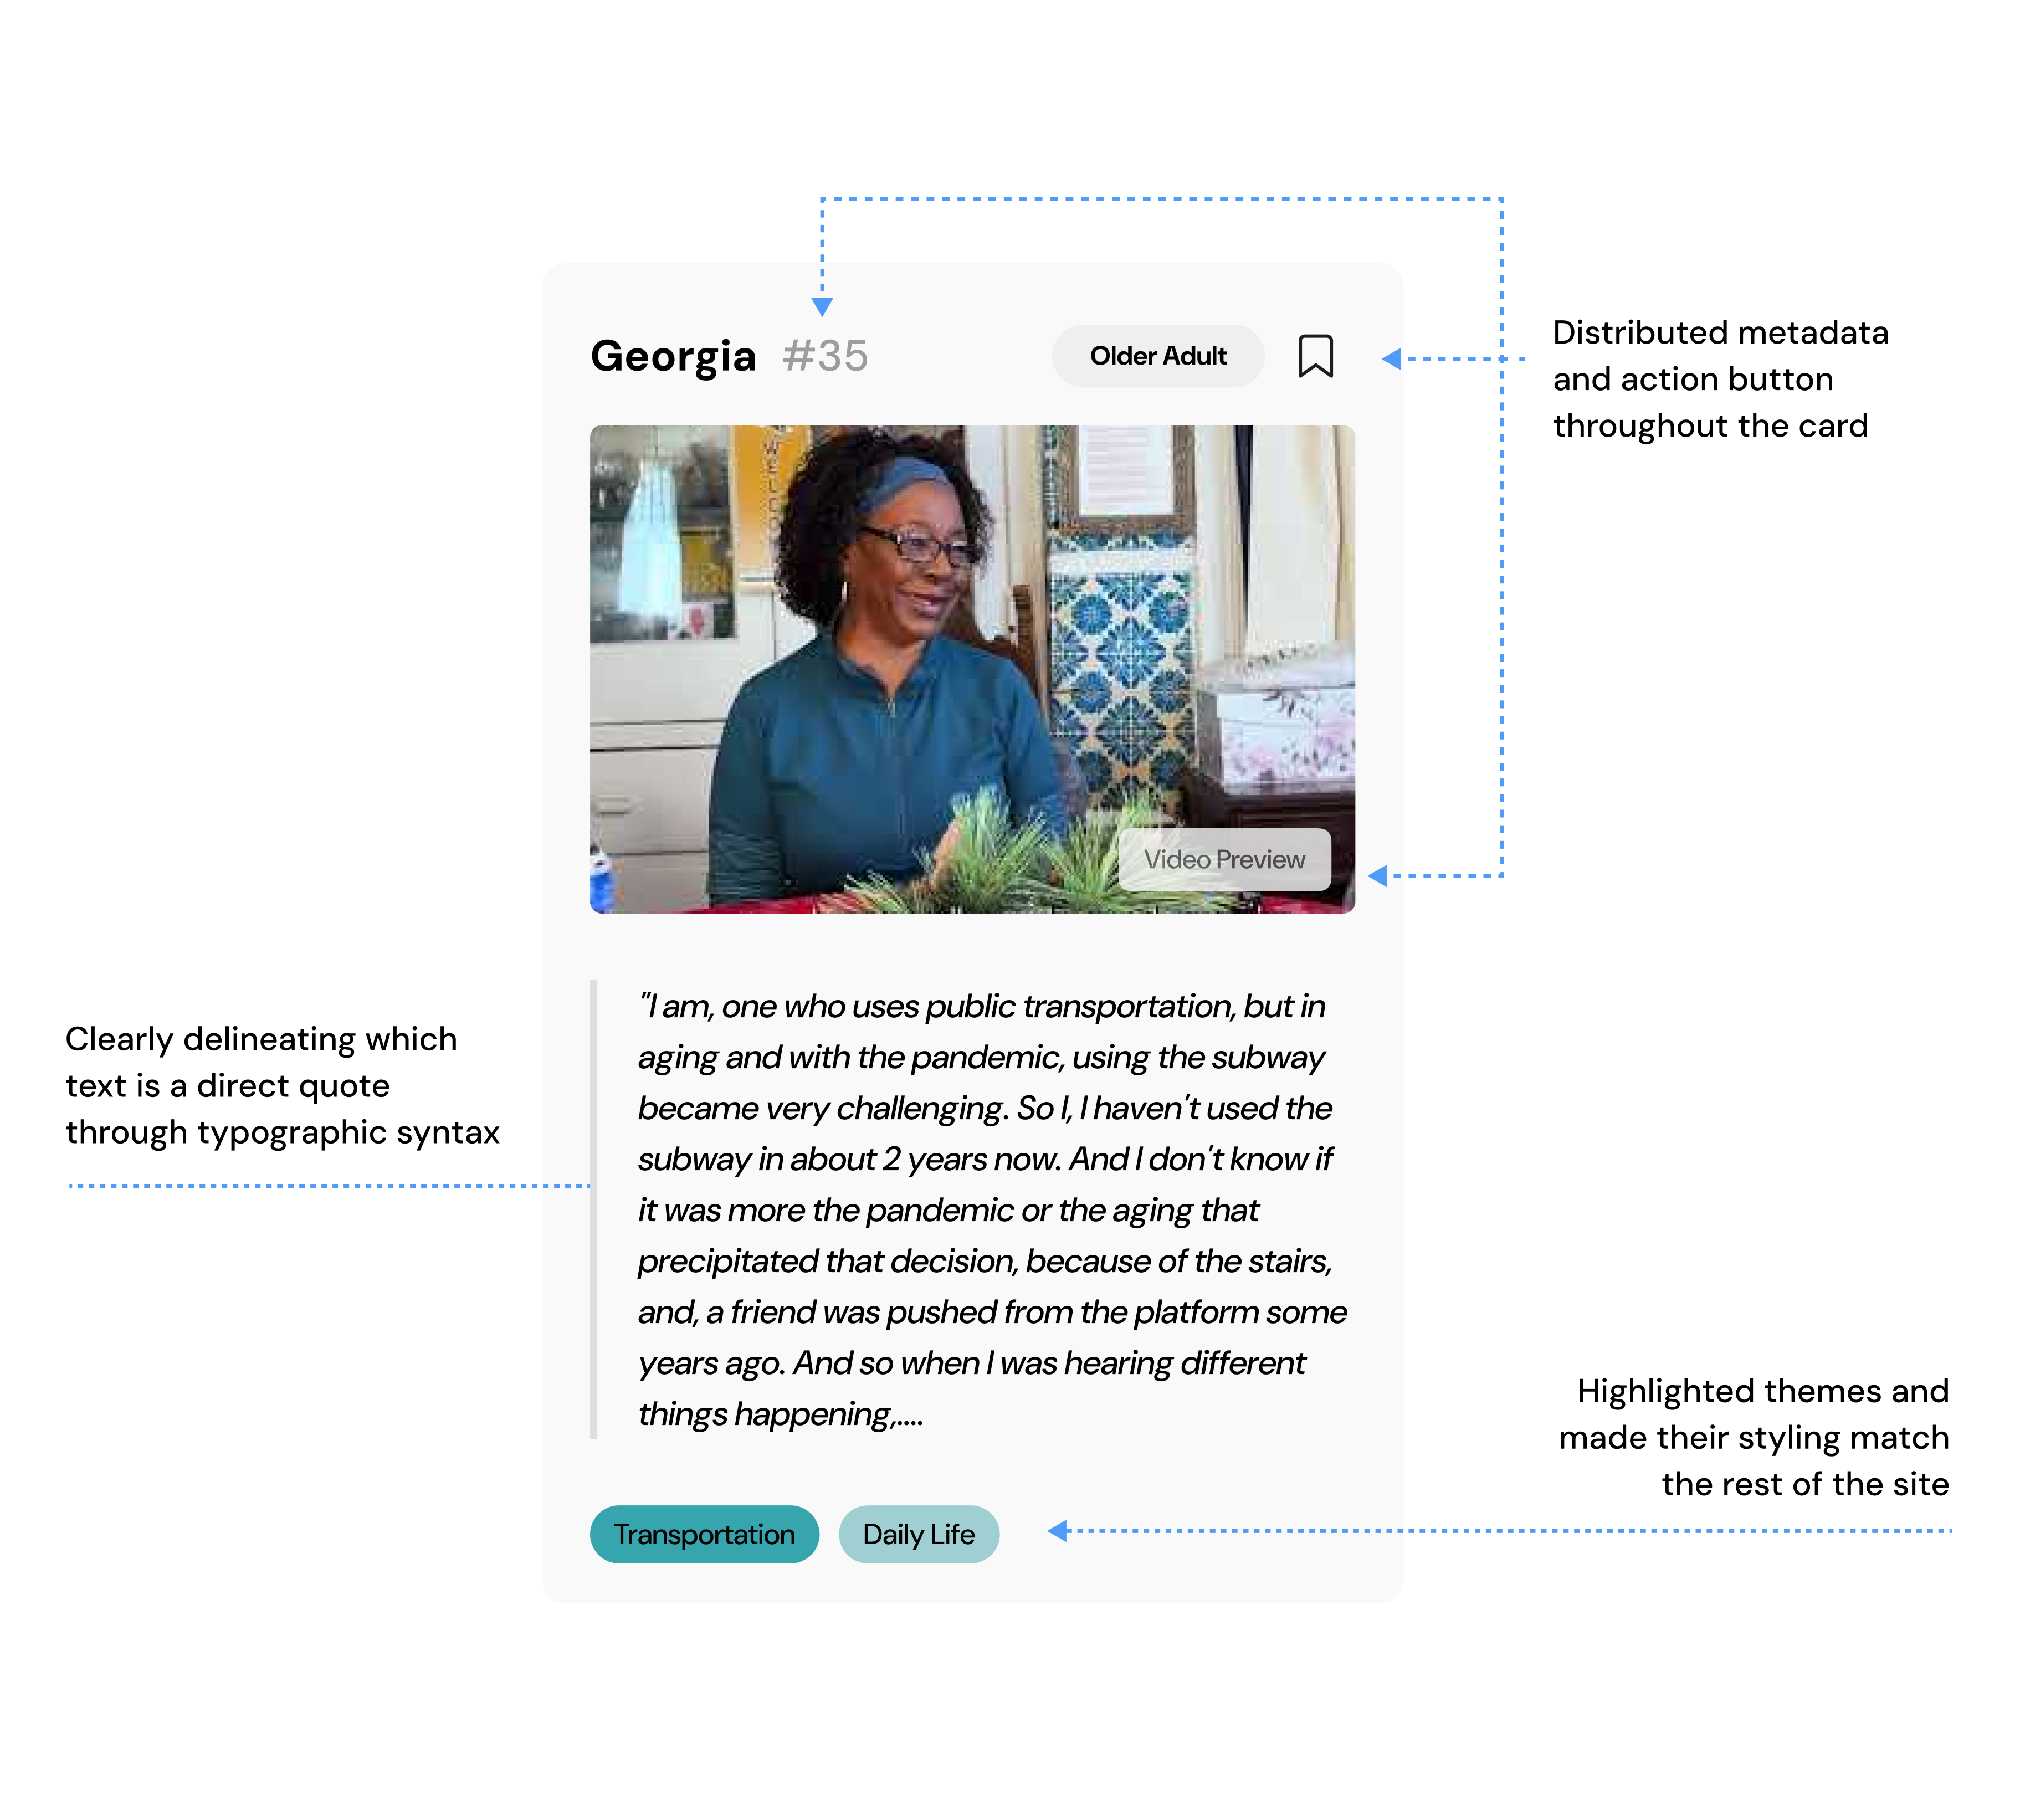 Georgia #35
Older Adult
Distributed metadata
and action button
throughout the card
WELCO
Video Preview
"I am, one who uses public transportation, but in
aging and with the pandemic, using the subway
became very challenging. So I, I haven't used the
subway in about 2 years now. And I don't know if
it was more the pandemic or the aging that
precipitated that decision, because of the stairs,
and, a friend was pushed from the platform some
years ago. And so when I was hearing different
things happening,....
Clearly delineating which
text is a direct quote
through typographic syntax
Highlighted themes and
made their styling match
the rest of the site
Transportation
Daily Life